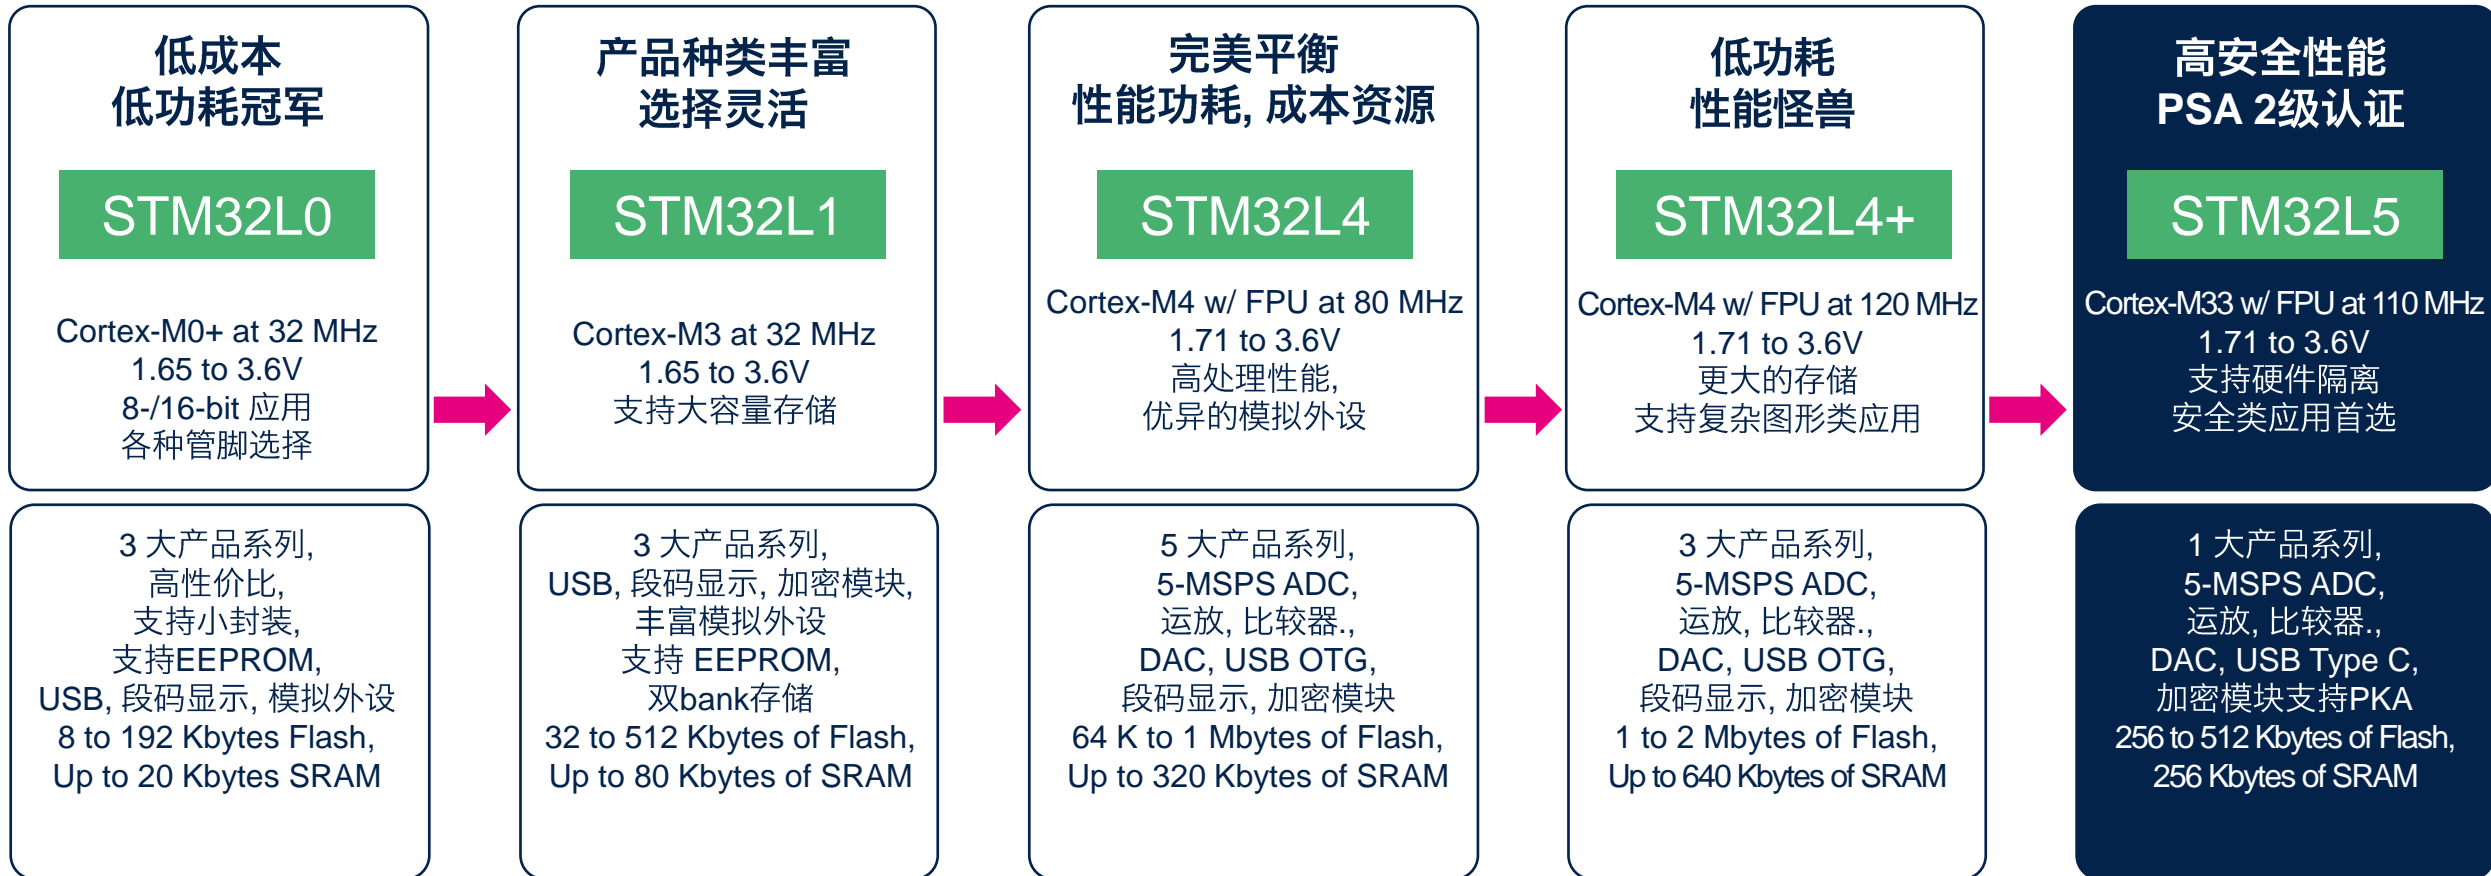 低成本
低功耗冠军
STM32L0
Cortex-M0+ at 32 MHz
1.65 to 3.6V
8-/16-bit 应用
各种管脚选择
产品种类丰富
选择灵活
STM32L1
Cortex-M3 at 32 MHz
1.65 to 3.6V
支持大容量存储
完美平衡
性能功耗, 成本资源
STM32L4
Cortex-M4 w/ FPU at 80 MHz
1.71 to 3.6V
高处理性能,
优异的模拟外设
低功耗
性能怪兽
STM32L4+
Cortex-M4 w/ FPU at 120 MHz
1.71 to 3.6V
更大的存储
支持复杂图形类应用
高安全性能
PSA 2级认证
STM32L5
Cortex-M33 w/ FPU at 110 MHz
1.71 to 3.6V
支持硬件隔离
安全类应用首选
3 大产品系列,
高性价比,
支持小封装,
支持EEPROM,
USB, 段码显示, 模拟外设
8 to 192 Kbytes Flash,
Up to 20 Kbytes SRAM
3 大产品系列,
USB, 段码显示, 加密模块,
丰富模拟外设
支持 EEPROM,
双bank存储
32 to 512 Kbytes of Flash,
Up to 80 Kbytes of SRAM
5 大产品系列,
5-MSPS ADC,
运放, 比较器.,
DAC, USB OTG,
段码显示, 加密模块
64 K to 1 Mbytes of Flash,
Up to 320 Kbytes of SRAM
3 大产品系列,
5-MSPS ADC,
运放, 比较器.,
DAC, USB OTG,
段码显示, 加密模块
1 to 2 Mbytes of Flash,
Up to 640 Kbytes of SRAM
1 大产品系列,
5-MSPS ADC,
运放, 比较器.,
DAC, USB Type C,
加密模块支持PKA
256 to 512 Kbytes of Flash,
256 Kbytes of SRAM